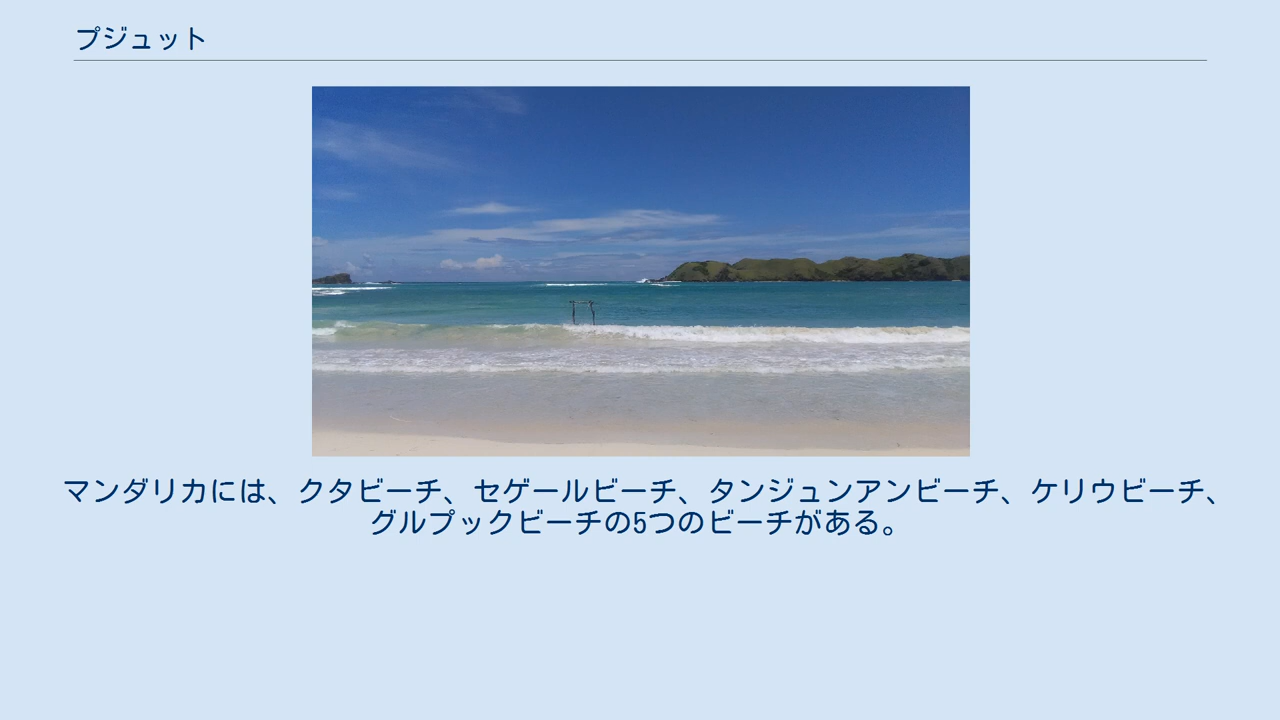 プジュット
マンダリカには、クタビーチ、セゲールビーチ、タンジュンアンビーチ、ケリウビーチ、
グルプックビーチの5つのビーチがある。